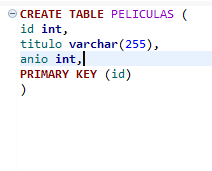 CREATE TABLE PELICULAS (
id int,
titulo varchar(255),
anio int,
PRIMARY KEY (id)
)